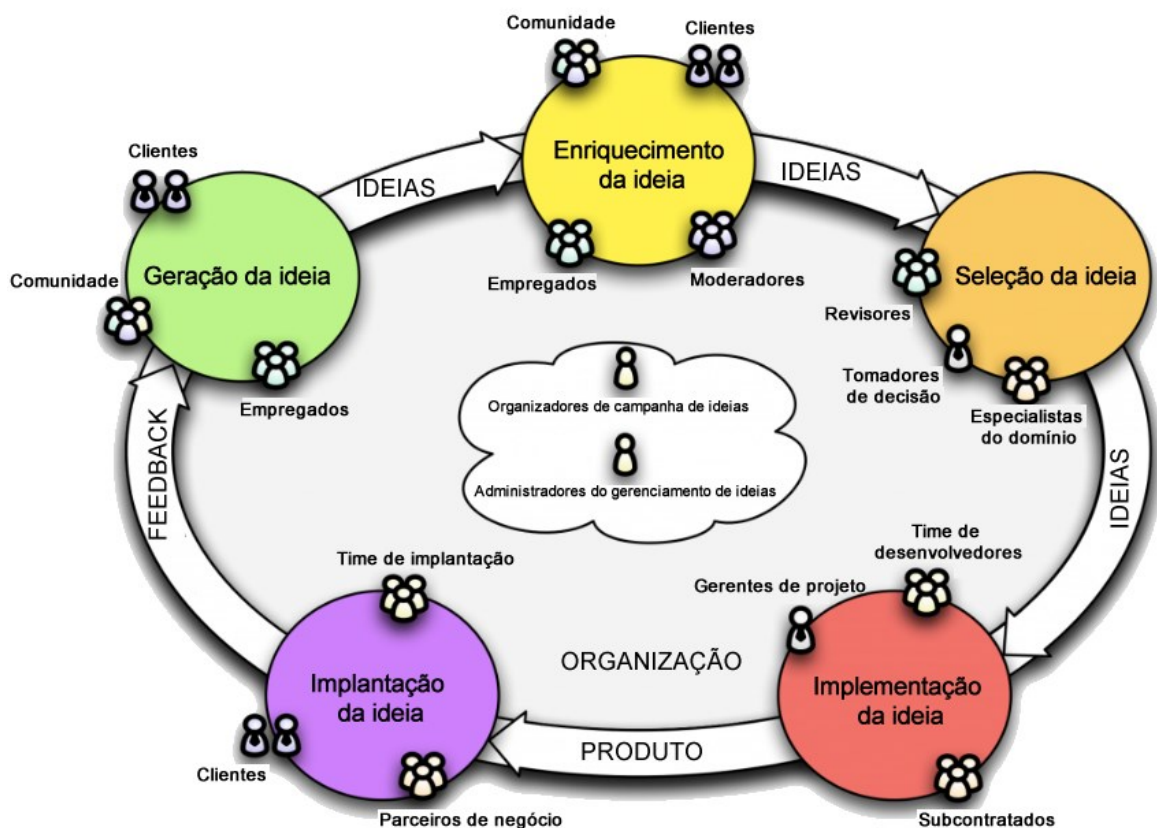 Comunidade
Clientes
Enriquecimento
da ideia
Empregados
Moderadores
IDEIAS
IDEIAS
Clientes
Geração da ideia
Comunidade
Empregados
Seleção da ideia
Revisores
Tomadores
de decisão
Especialistas
do domínio
Organizadores de campanha de ideias
Administradores do gerenciamento de ideias
IDEIAS
FEEDBACK
Time de
desenvolvedores
Gerentes de projeto
Implementação
da ideia
Subcontratados
ORGANIZAÇÃO
PRODUTO
Time de implantação
Implantação
da ideia
Clientes
Parceiros de negócio